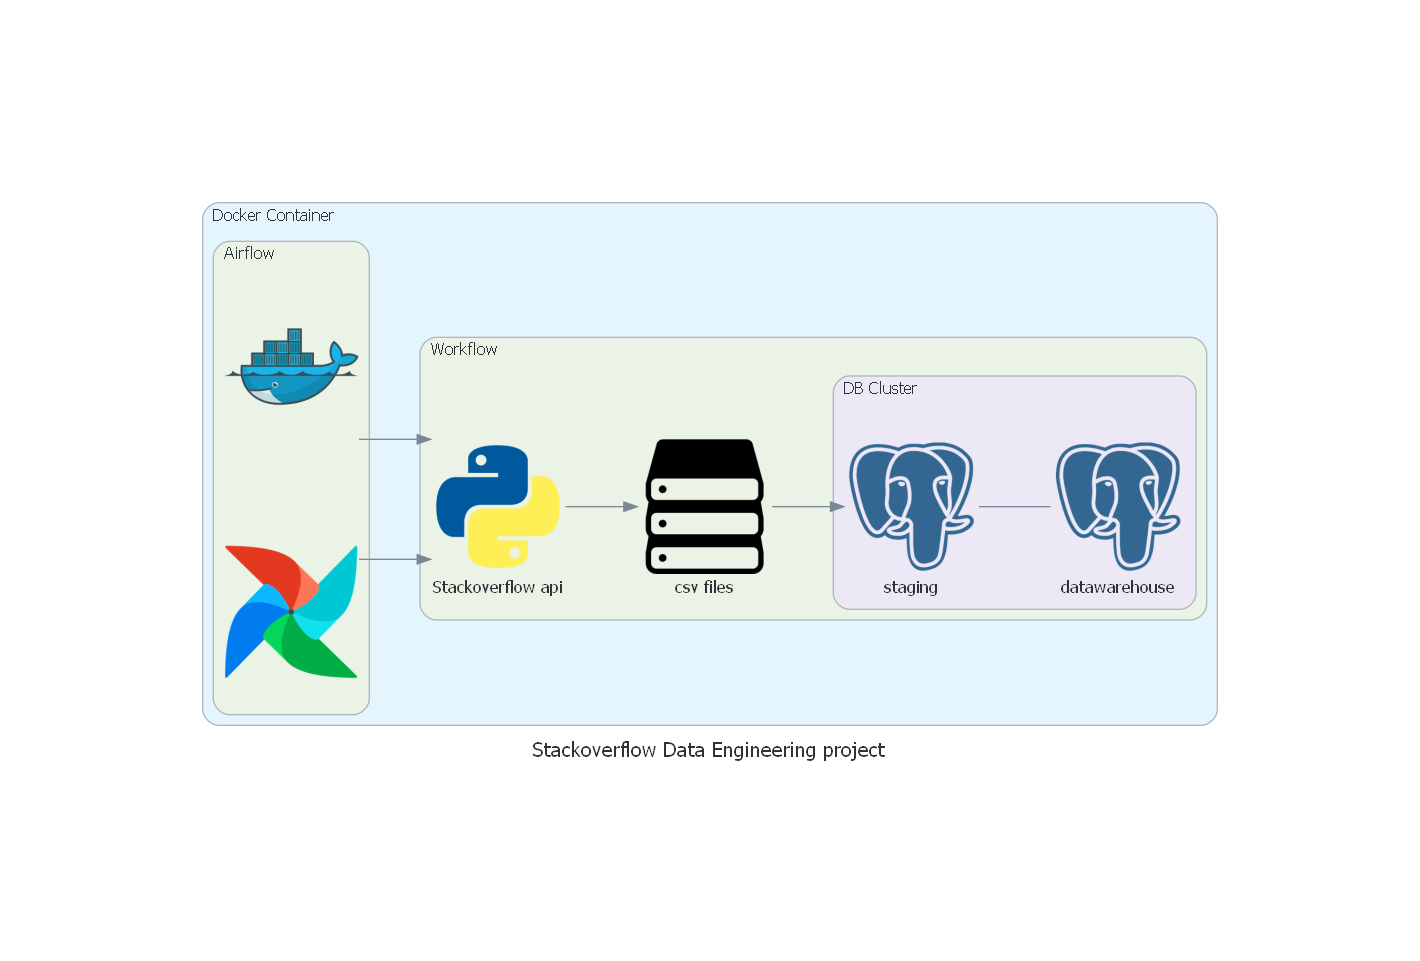 Docker Container
Airflow
Workflow
DB Cluster
Stackoverflow api
csv files
staging
datawarehouse
Stackoverflow Data Engineering project